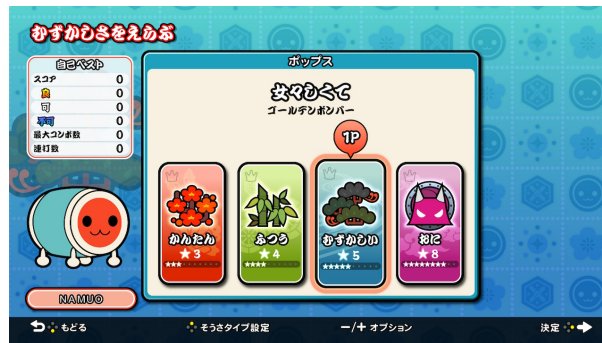 むずかしさをえらぶ
自己ベスト
スコア 0
良 0
可 0
不可 0
最大コンボ数 0
連打数 0
ポップス
女々しくて
ゴールデンボンバー
1P
かんたん
★3
ふつう
★4
むずかしい
★5
おに
★8
NAMUO
もどる
そうさタイプ設定
ー/+ オプション
決定